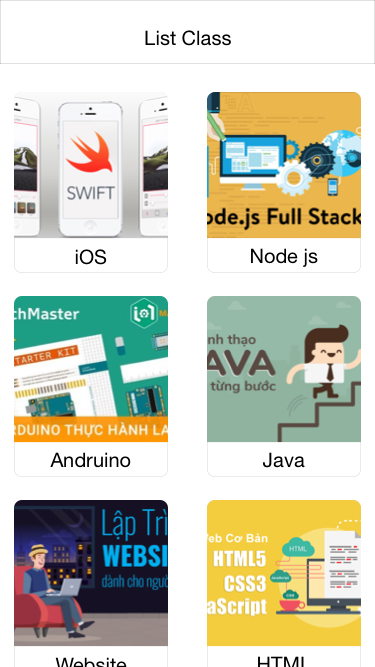 List Class
SWIFT
iOS
ode.js Full Stack
Node js
chMaster
STARTER KIT
RDUINO THỰC HÀNH LA
Andruino
nh thạo
AVA
từng bước
Java
Lập Trì
WEBSI
dành cho ngườ
Website
eb Cơ Bản
HTML5
CSS3
aScript
HTML
CSS
HTML